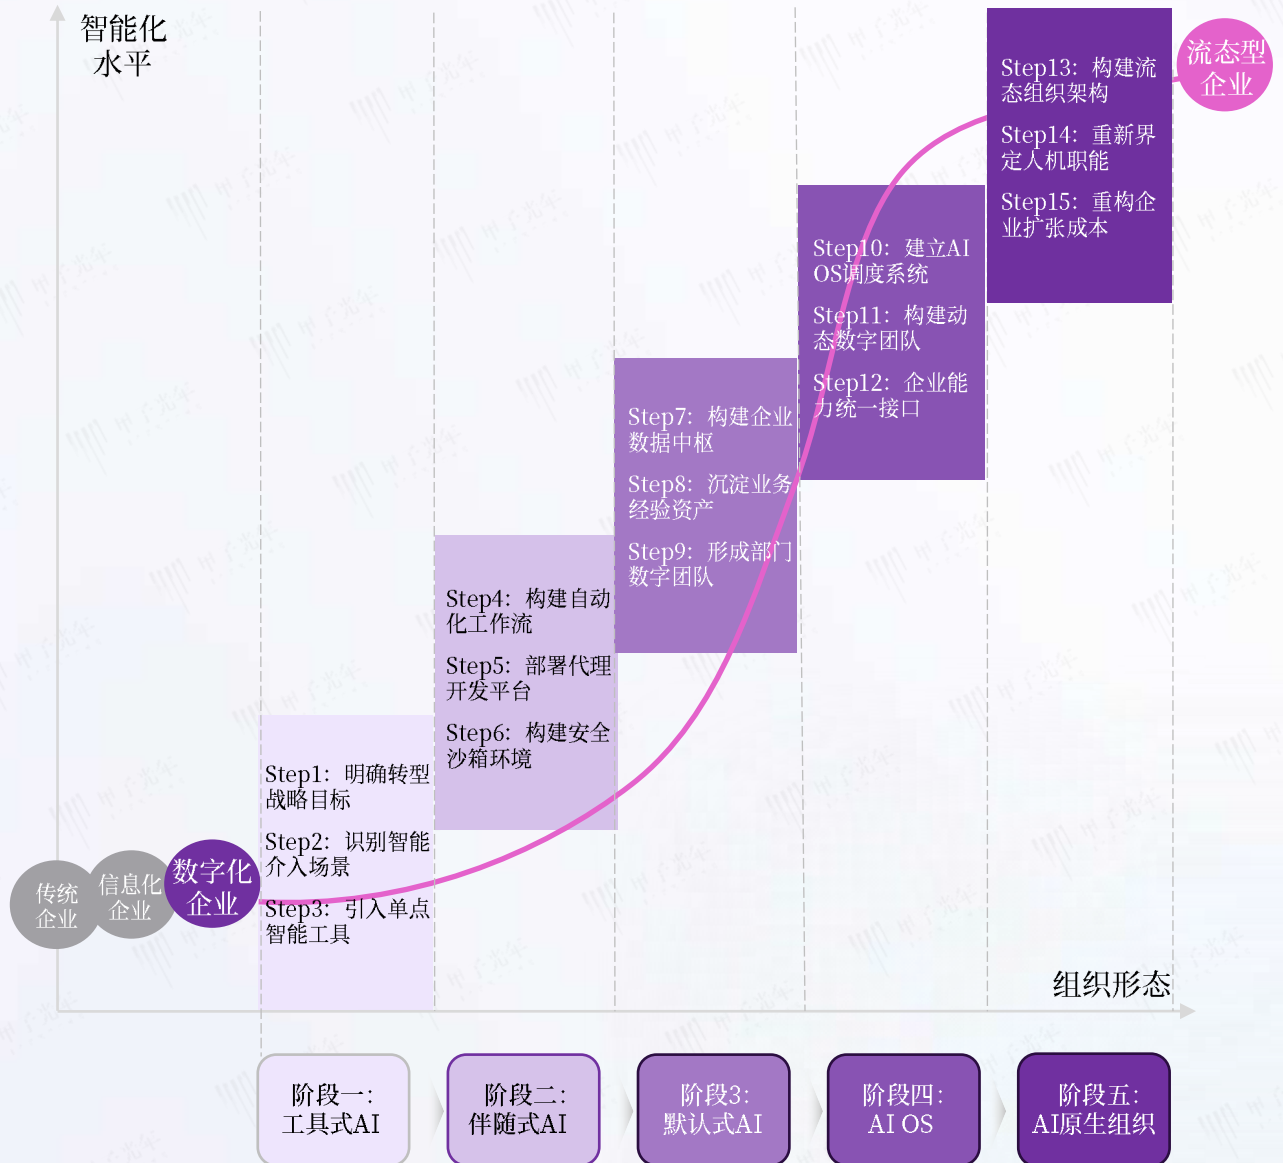 智能化
水平
流态型
企业
Step13：构建流
态组织架构
Step14：重新界
定人机职能
Step15：重构企
业扩张成本
Step10：建立AI
OS调度系统
Step11：构建动
态数字团队
Step12：企业能
力统一接口
Step7：构建企业
数据中枢
Step8：沉淀业务
经验资产
Step9：形成部门
数字团队
Step4：构建自动
化工作流
Step5：部署代理
开发平台
Step6：构建安全
沙箱环境
Step1：明确转型
战略目标
Step2：识别智能
介入场景
Step3：引入单点
智能工具
传统
企业
信息化
企业
数字化
企业
组织形态
阶段一：
工具式AI
阶段二：
伴随式AI
阶段3：
默认式AI
阶段四：
AI OS
阶段五：
AI原生组织